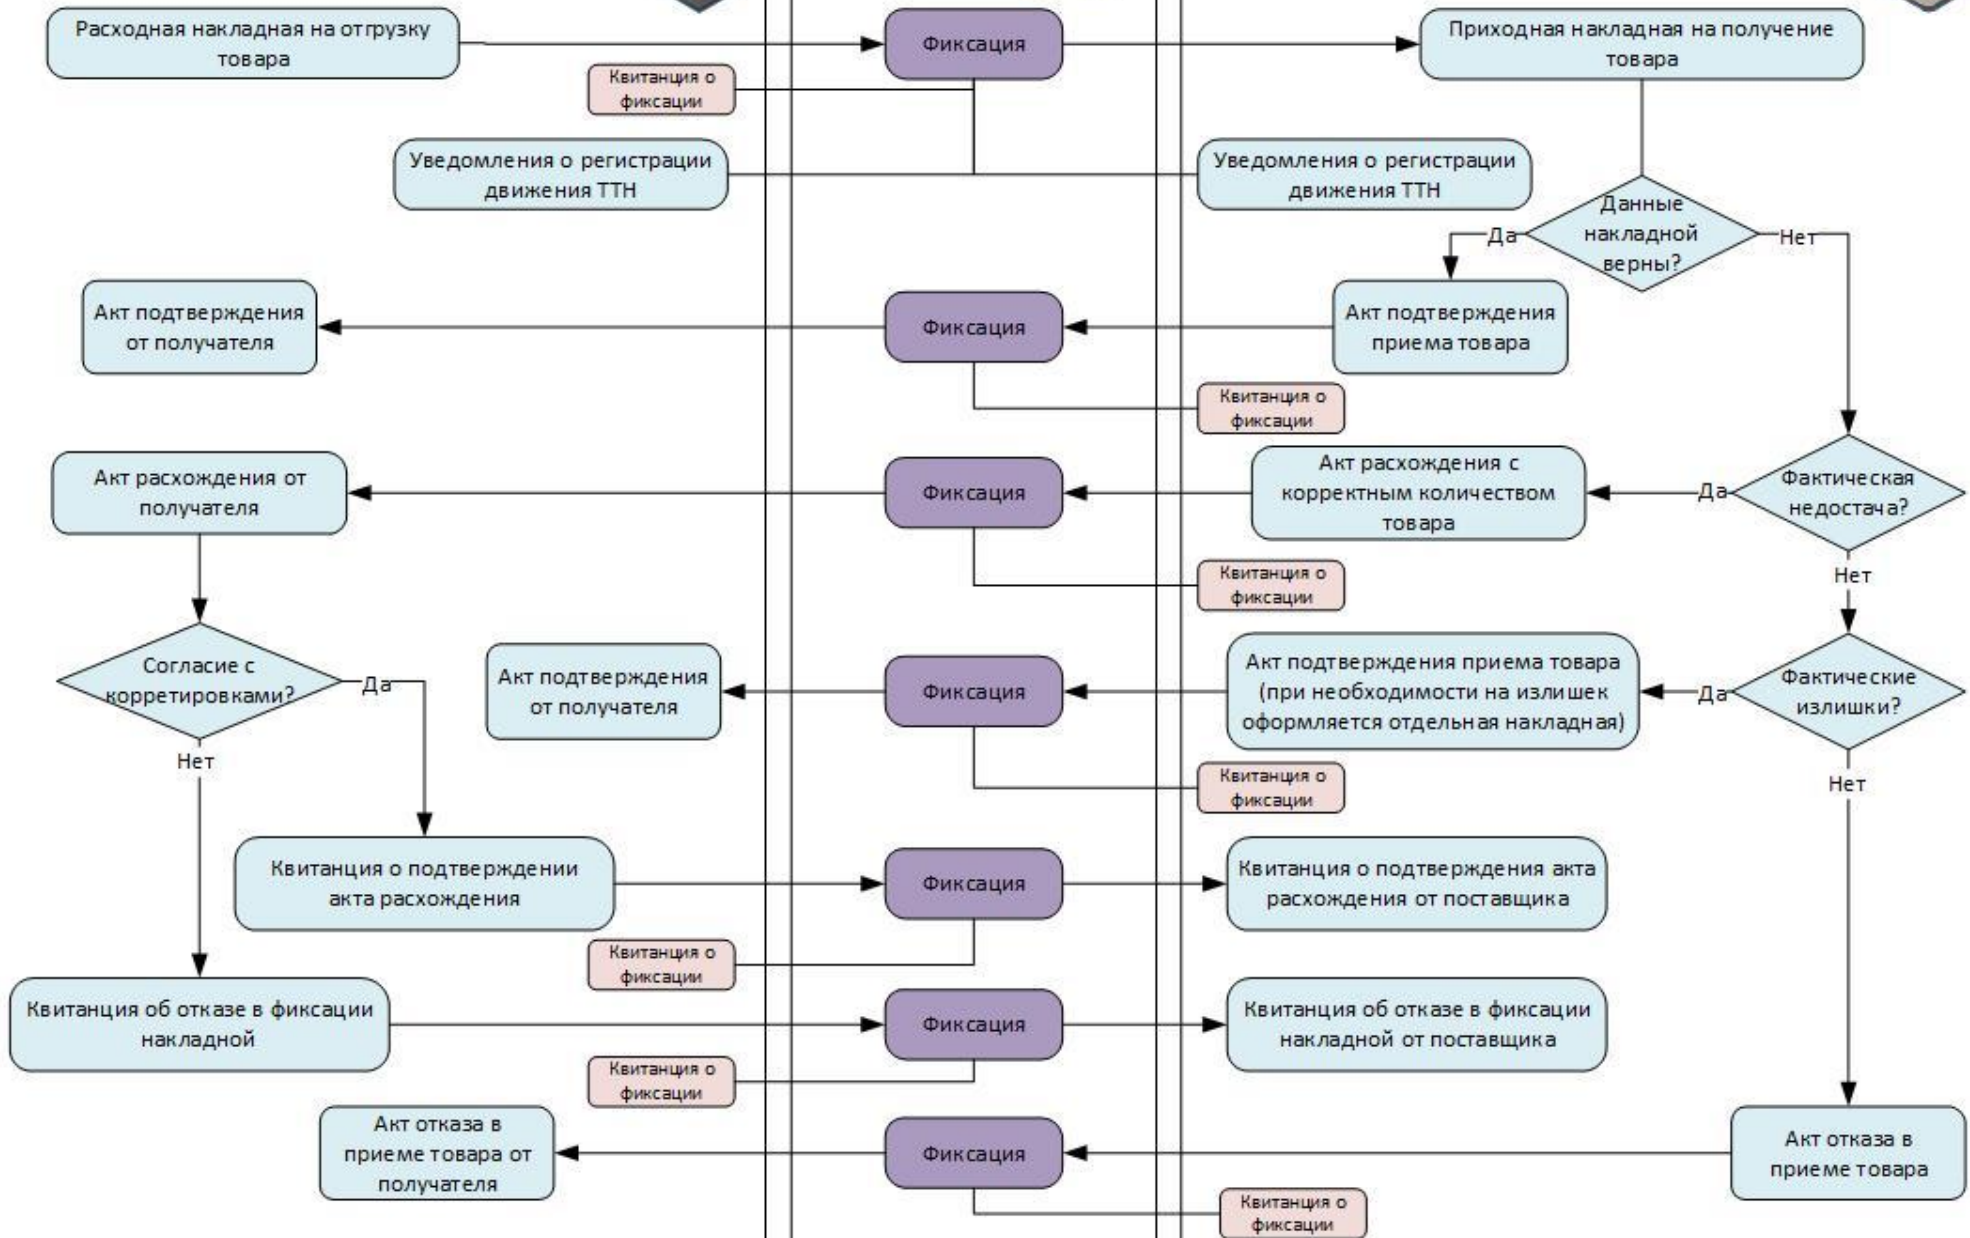 Расходная накладная на отгрузку
товара
Фиксация
Приходная накладная на получение
товара
Квитанция о
фиксации
Уведомления о регистрации
движения ТТН
Уведомления о регистрации
движения ТТН
Данные
накладной
верны?
Да
Нет
Акт подтверждения
от получателя
Фиксация
Акт подтверждения
приема товара
Квитанция о
фиксации
Акт расхождения от
получателя
Фиксация
Акт расхождения с
корректным количеством
товара
Да
Фактическая
недостача?
Квитанция о
фиксации
Нет
Согласие с
корретировками?
Да
Акт подтверждения
от получателя
Фиксация
Акт подтверждения приема товара
(при необходимости на излишек
оформляется отдельная накладная)
Да
Фактические
излишки?
Нет
Квитанция о
фиксации
Нет
Квитанция о подтверждении
акта расхождения
Фиксация
Квитанция о подтверждения акта
расхождения от поставщика
Квитанция о
фиксации
Квитанция об отказе в фиксации
накладной
Фиксация
Квитанция об отказе в фиксации
накладной от поставщика
Квитанция о
фиксации
Акт отказа в
приеме товара от
получателя
Фиксация
Акт отказа в
приеме товара
Квитанция о
фиксации